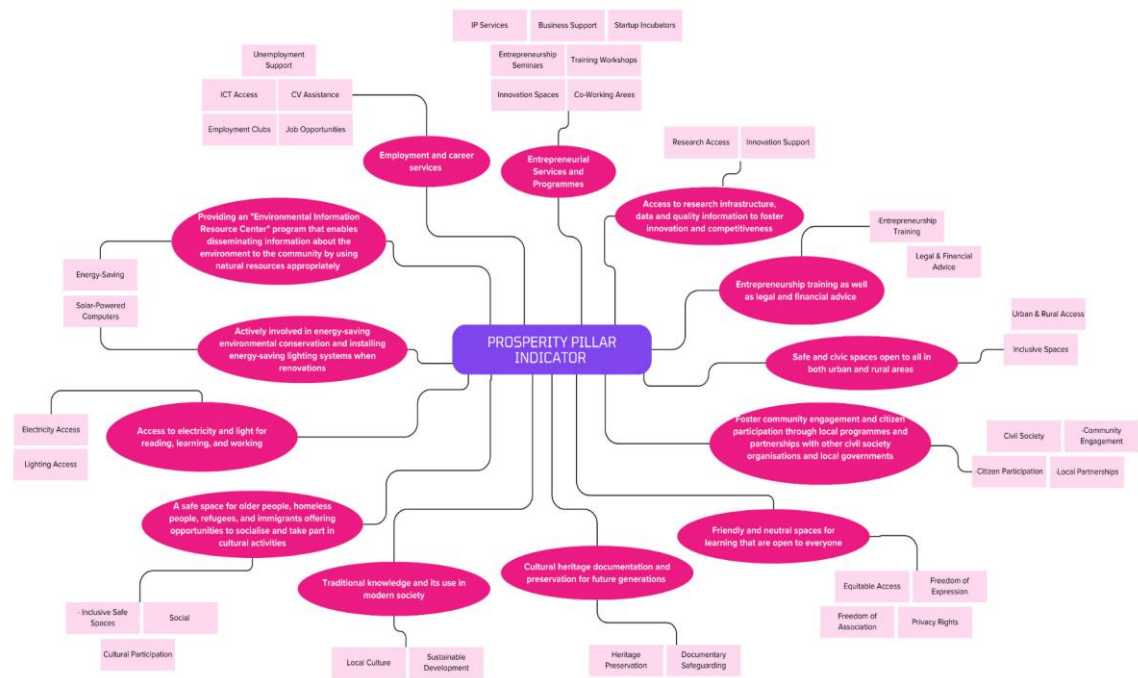 IP Services
Business Support
Startup Incubators
Unemployment
Support
Entrepreneurship
Seminars
Training Workshops
ICT Access
CV Assistance
Innovation Spaces
Co-Working Areas
Employment Clubs
Job Opportunities
Research Access
Innovation Support
Employment and career
services
Entrepreneurial
Services and
Programmes
Access to research infrastructure,
data and quality information to foster
innovation and competitiveness
Providing an "Environmental Information
Resource Center" program that enables
disseminating information about the
environment to the community by using
natural resources appropriately
-Entrepreneurship
Training
Legal & Financial
Advice
Energy-Saving
Entrepreneurship training as well
as legal and financial advice
Solar-Powered
Computers
Urban & Rural Access
Actively involved in energy-saving
environmental conservation and installing
energy-saving lighting systems when
renovations
PROSPERITY PILLAR
INDICATOR
Inclusive Spaces
Safe and civic spaces open to all in
both urban and rural areas
Electricity Access
Access to electricity and light for
reading, learning, and working
Lighting Access
Foster community engagement and citizen
participation through local programmes and
partnerships with other civil society
organisations and local governments
Civil Society
-Community
Engagement
-Citizen Participation
-Local Partnerships
A safe space for older people, homeless
people, refugees, and immigrants offering
opportunities to socialise and take part in
cultural activities
Friendly and neutral spaces for
learning that are open to everyone
Traditional knowledge and its use in
modern society
Cultural heritage documentation and
preservation for future generations
Equitable Access
Freedom of
Expression
- Inclusive Safe
Spaces
Social
Freedom of
Association
Privacy Rights
Cultural Participation
Local Culture
Sustainable
Development
Heritage
Preservation
Documentary
Safeguarding